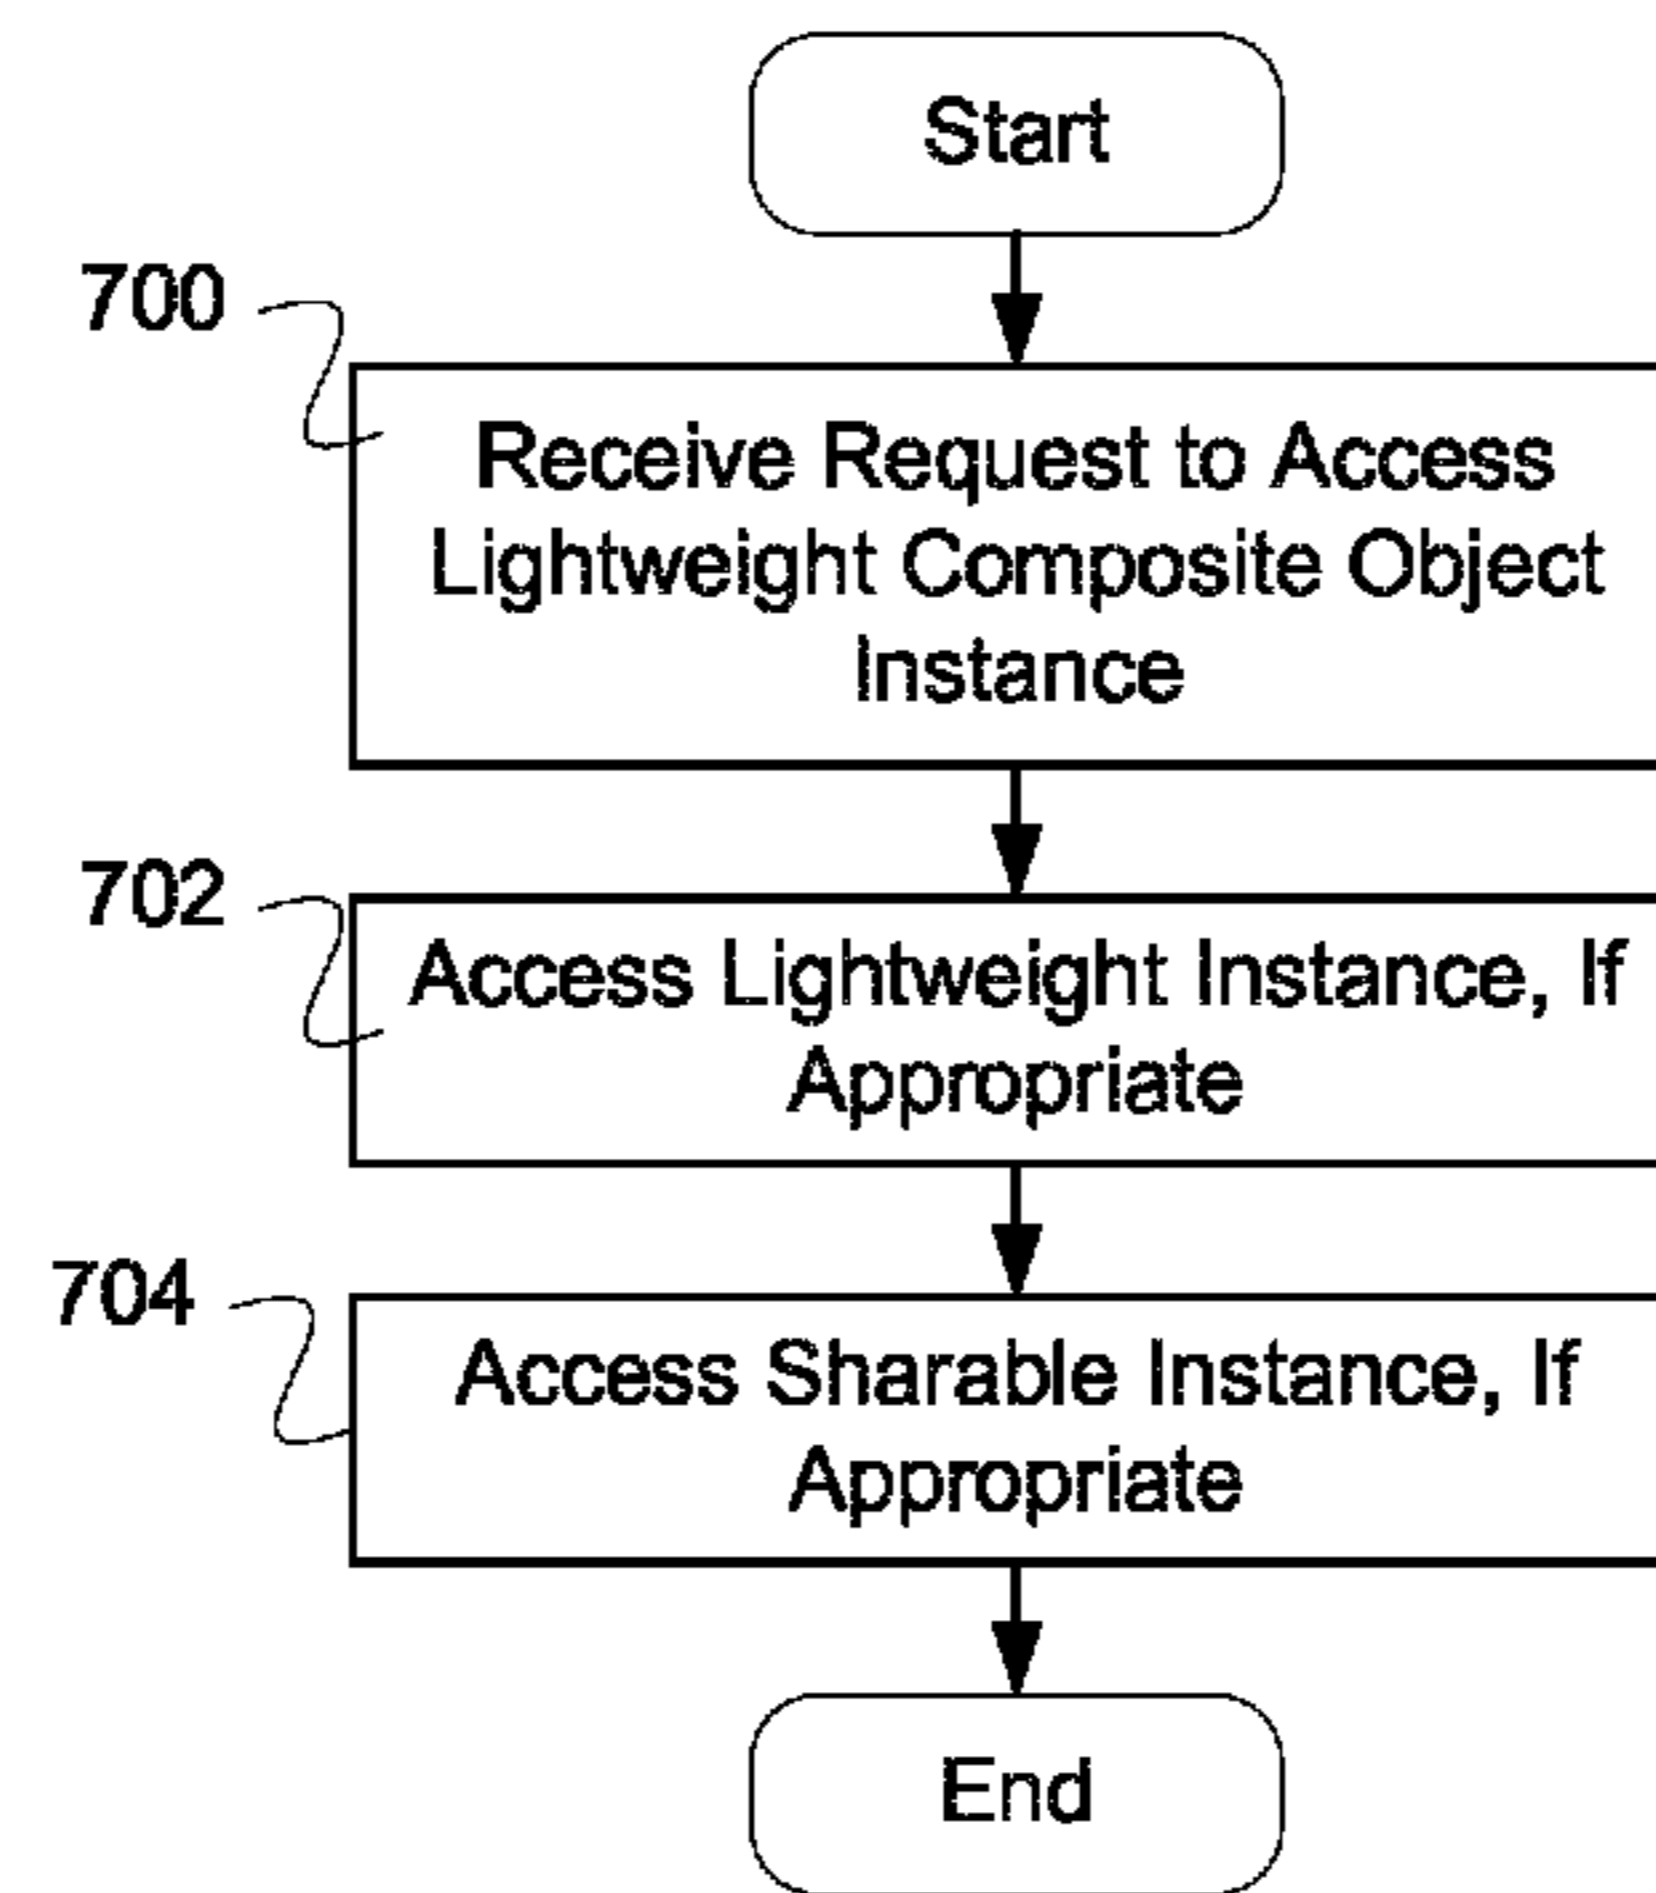 Start
700
Receive Request to Access
Lightweight Composite Object
Instance
702
Access Lightweight Instance, If
Appropriate
704
Access Sharable Instance, If
Appropriate
End